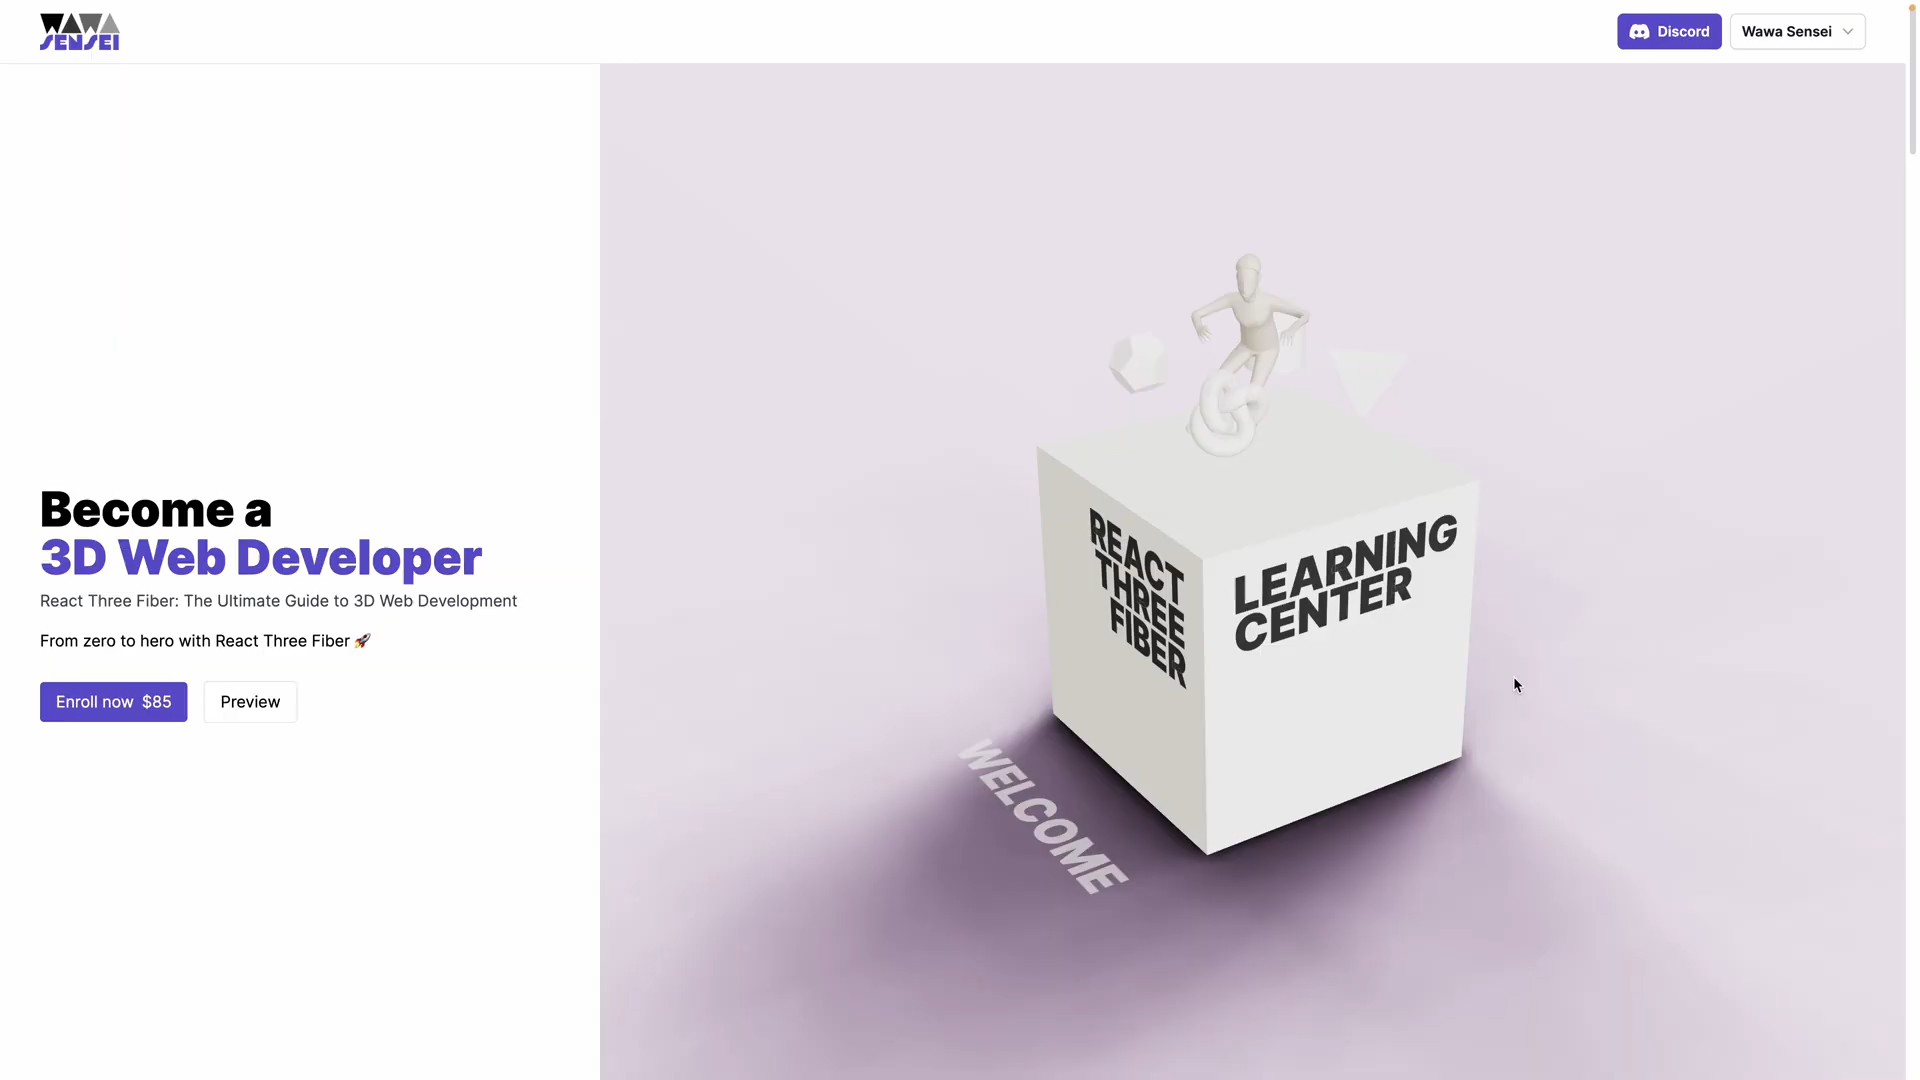 WAWA
SENSEI
Discord
Wawa Sensei
Become a
3D Web Developer
React Three Fiber: The Ultimate Guide to 3D Web Development
From zero to hero with React Three Fiber 🚀
Enroll now $85
Preview
REACT
THREE
FIBER
LEARNING
CENTER
WELCOME